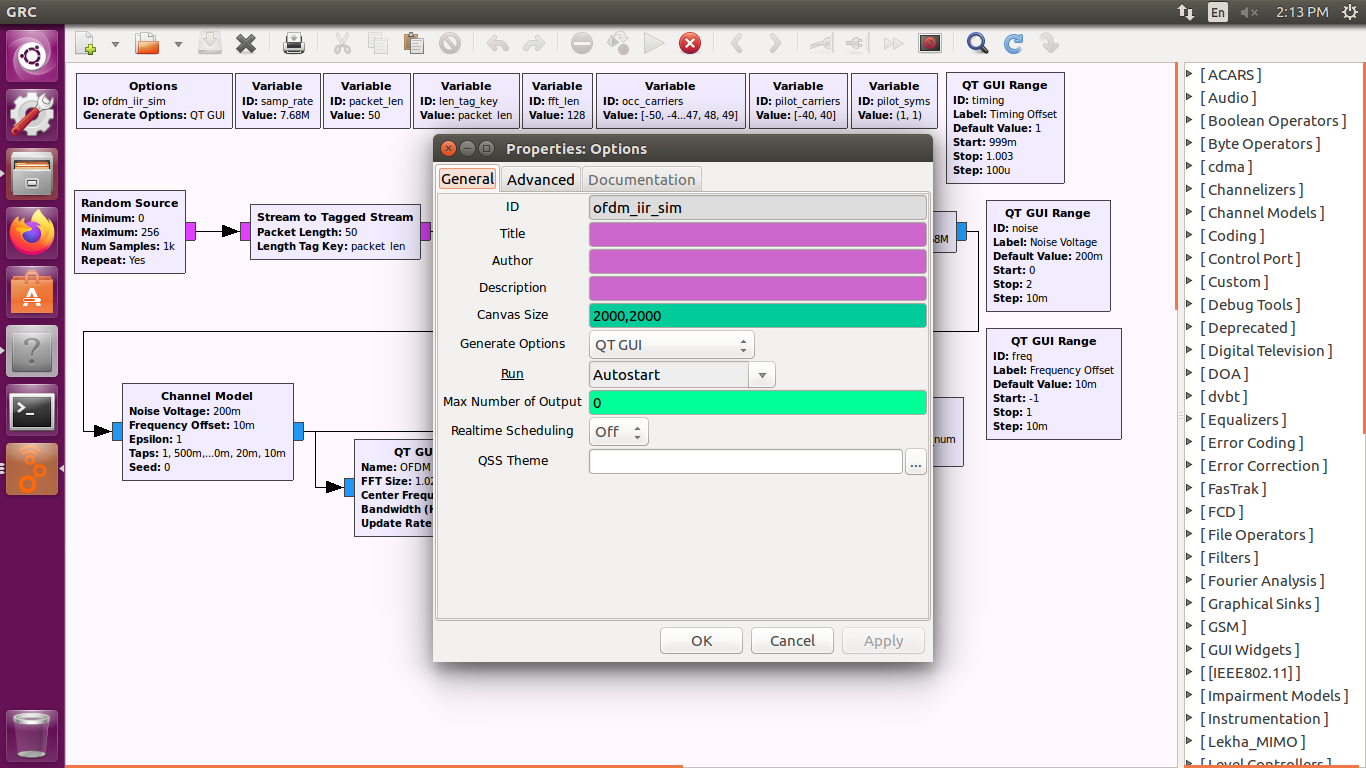 GRC
En
2:13 PM
Options
ID: ofdm_iir_sim
Generate Options: QT GUI
Variable
ID: samp_rate
Value: 7.68M
Variable
ID: packet_len
Value: 50
Variable
ID: len_tag_key
Value: packet_len
Variable
ID: fft_len
Value: 128
Variable
ID: occ_carriers
Value: [-50, -4...47, 48, 49]
Variable
ID: pilot_carriers
Value: [-40, 40]
Variable
ID: pilot_syms
Value: (1, 1)
QT GUI Range
ID: timing
Label: Timing Offset
Default Value: 1
Start: 999m
Stop: 1.003
Step: 100u
Random Source
Minimum: 0
Maximum: 256
Num Samples: 1k
Repeat: Yes
Stream to Tagged Stream
Packet Length: 50
Length Tag Key: packet_len
QT GUI Range
ID: noise
Label: Noise Voltage
Default Value: 200m
Start: 0
Stop: 2
Step: 10m
QT GUI Range
ID: freq
Label: Frequency Offset
Default Value: 10m
Start: -1
Stop: 1
Step: 10m
Channel Model
Noise Voltage: 200m
Frequency Offset: 10m
Epsilon: 1
Taps: 1, 500m,...0m, 20m, 10m
Seed: 0
QT GU
Name: OFDM
FFT Size: 1.02
Center Frequ
Bandwidth (H
Update Rate
8M
_num
Properties: Options
General
Advanced
Documentation
ID
ofdm_iir_sim
Title
Author
Description
Canvas Size
2000,2000
Generate Options
QT GUI
Run
Autostart
Max Number of Output
0
Realtime Scheduling
Off
QSS Theme
...
OK
Cancel
Apply
[ ACARS ]
[ Audio ]
[ Boolean Operators ]
[ Byte Operators ]
[ cdma ]
[ Channelizers ]
[ Channel Models ]
[ Coding ]
[ Control Port ]
[ Custom ]
[ Debug Tools ]
[ Deprecated ]
[ Digital Television ]
[ DOA ]
[ dvbt ]
[ Equalizers ]
[ Error Coding ]
[ Error Correction ]
[ FasTrak ]
[ FCD ]
[ File Operators ]
[ Filters ]
[ Fourier Analysis ]
[ Graphical Sinks ]
[ GSM ]
[ GUI Widgets ]
[ [IEEE802.11] ]
[ Impairment Models ]
[ Instrumentation ]
[ Lekha_MIMO ]
[ Level Controllers ]